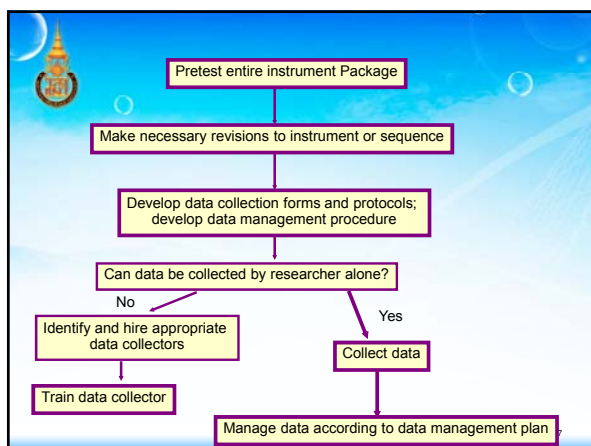 Pretest entire instrument Package
Make necessary revisions to instrument or sequence
Develop data collection forms and protocols;
develop data management procedure
Can data be collected by researcher alone?
No
Yes
Identify and hire appropriate
data collectors
Collect data
Train data collector
Manage data according to data management plan
7